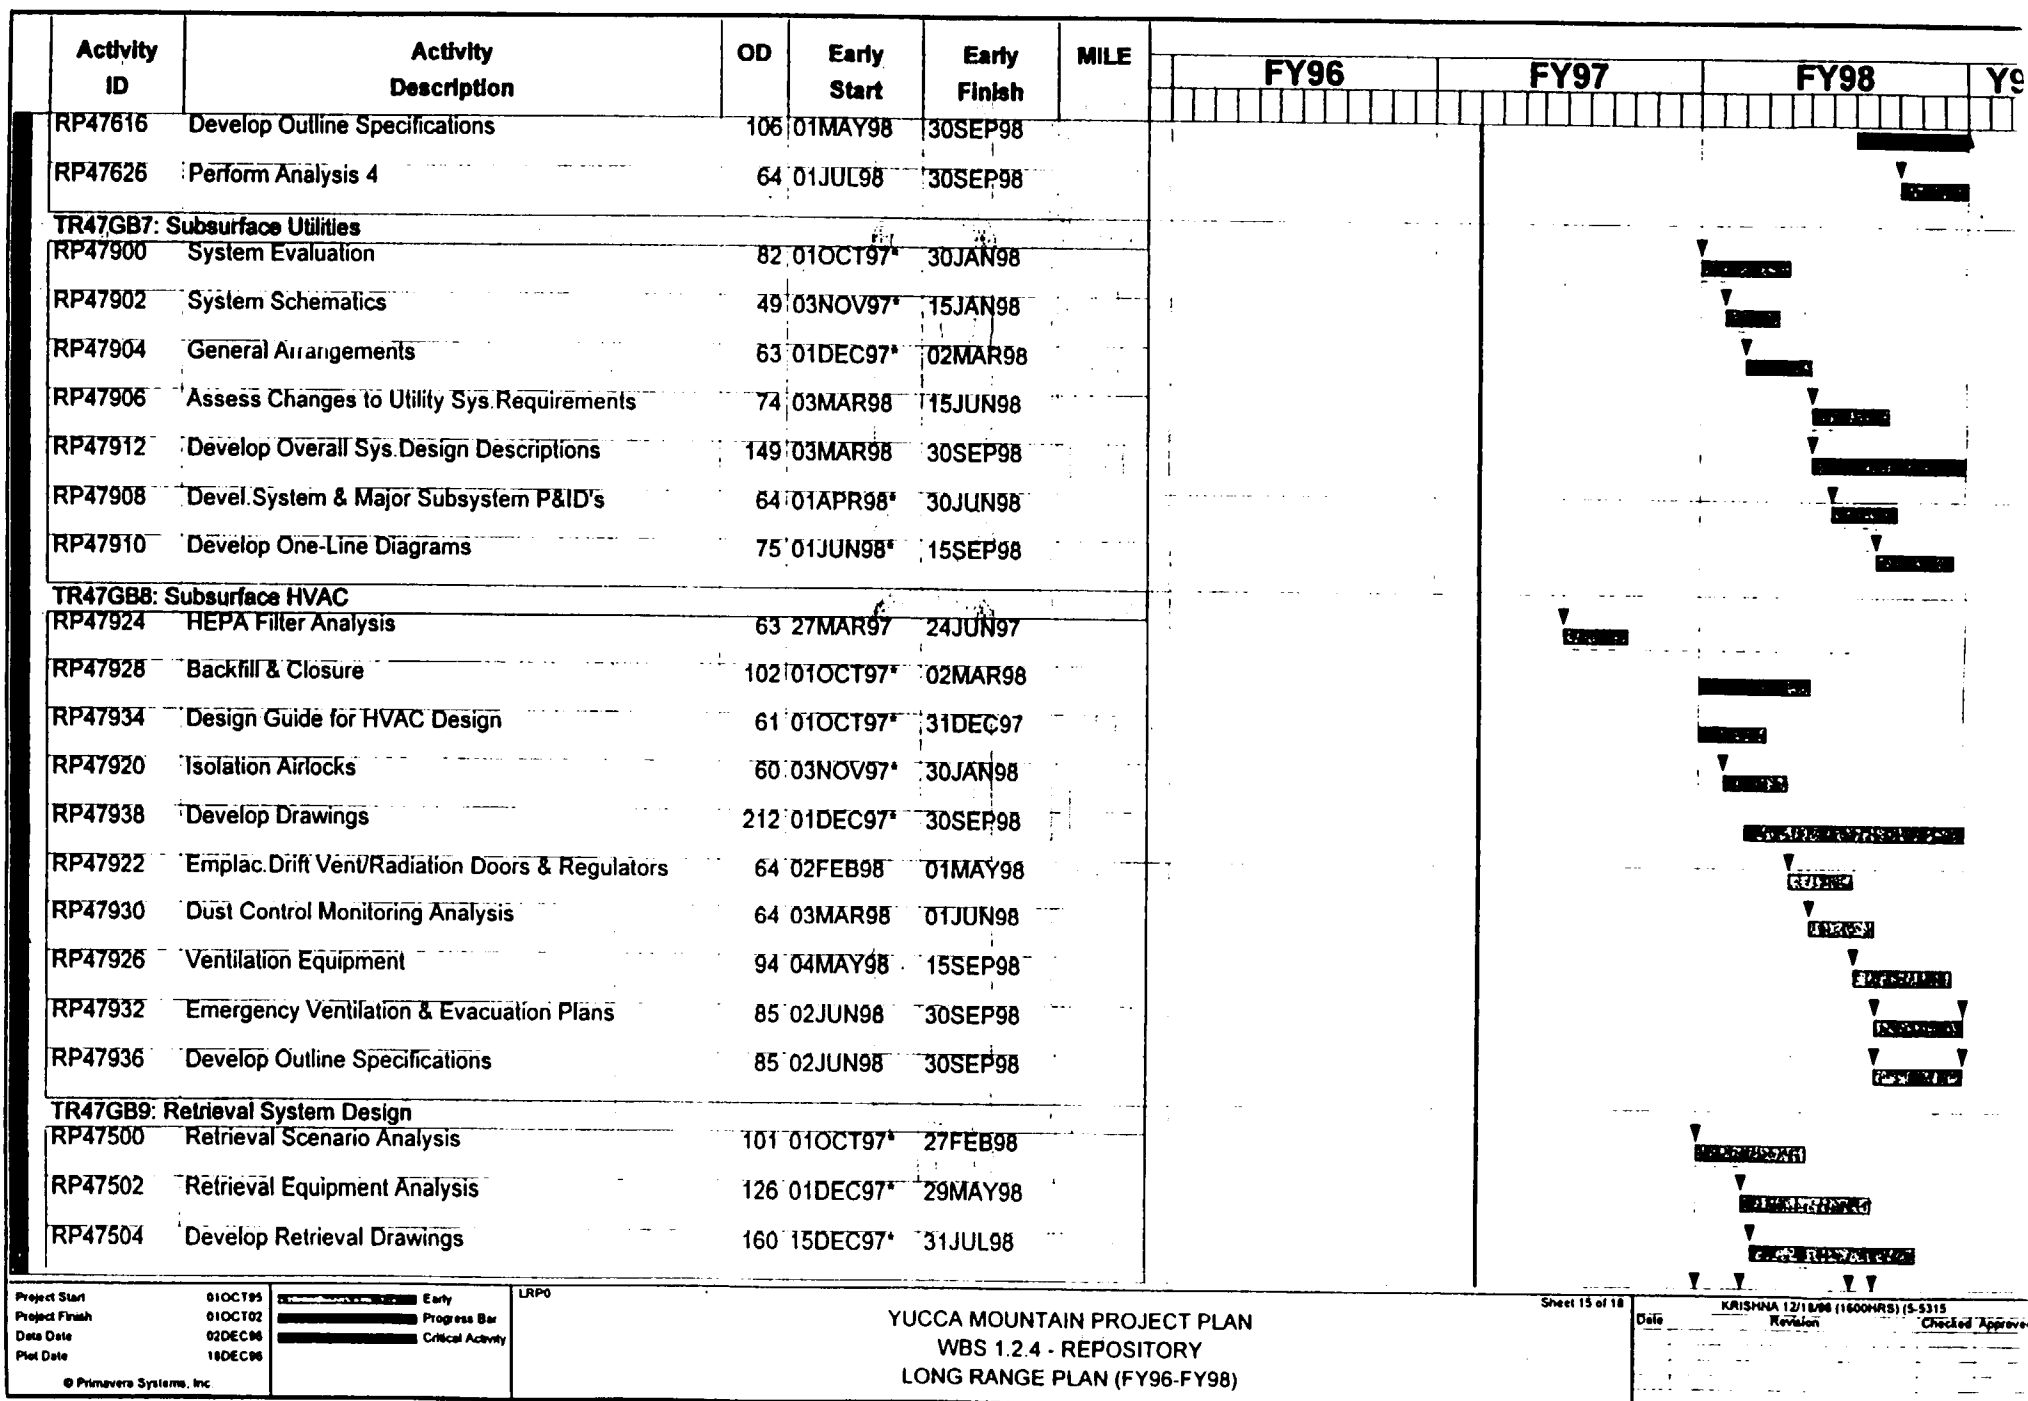 Activity ID Activity Description OD Early Start Early Finish MILE FY96 FY97 FY98 Y9
RP47616 Develop Outline Specifications 106 01MAY98 30SEP98
RP47626 Perform Analysis 4 64 01JUL98 30SEP98
TR47GB7: Subsurface Utilities
RP47900 System Evaluation 82 01OCT97* 30JAN98
RP47902 System Schematics 49 03NOV97* 15JAN98
RP47904 General Arrangements 63 01DEC97* 02MAR98
RP47906 Assess Changes to Utility Sys.Requirements 74 03MAR98 15JUN98
RP47912 Develop Overall Sys.Design Descriptions 149 03MAR98 30SEP98
RP47908 Devel.System & Major Subsystem P&ID's 64 01APR98* 30JUN98
RP47910 Develop One-Line Diagrams 75 01JUN98* 15SEP98
TR47GB8: Subsurface HVAC
RP47924 HEPA Filter Analysis 63 27MAR97 24JUN97
RP47928 Backfill & Closure 102 01OCT97* 02MAR98
RP47934 Design Guide for HVAC Design 61 01OCT97* 31DEC97
RP47920 Isolation Airlocks 60 03NOV97* 30JAN98
RP47938 Develop Drawings 212 01DEC97* 30SEP98
RP47922 Emplac.Drift Vent/Radiation Doors & Regulators 64 02FEB98 01MAY98
RP47930 Dust Control Monitoring Analysis 64 03MAR98 01JUN98
RP47926 Ventilation Equipment 94 04MAY98 15SEP98
RP47932 Emergency Ventilation & Evacuation Plans 85 02JUN98 30SEP98
RP47936 Develop Outline Specifications 85 02JUN98 30SEP98
TR47GB9: Retrieval System Design
RP47500 Retrieval Scenario Analysis 101 01OCT97* 27FEB98
RP47502 Retrieval Equipment Analysis 126 01DEC97* 29MAY98
RP47504 Develop Retrieval Drawings 160 15DEC97* 31JUL98
Project Start 01OCT95
Project Finish 01OCT02
Data Date 02DEC96
Plot Date 18DEC96
© Primavera Systems, Inc.
Early
Progress Bar
Critical Activity
LRP0
YUCCA MOUNTAIN PROJECT PLAN
WBS 1.2.4 - REPOSITORY
LONG RANGE PLAN (FY96-FY98)
Sheet 15 of 18
KRISHNA 12/18/96 (1600HRS) (5-5315
Date Revision Checked Approve